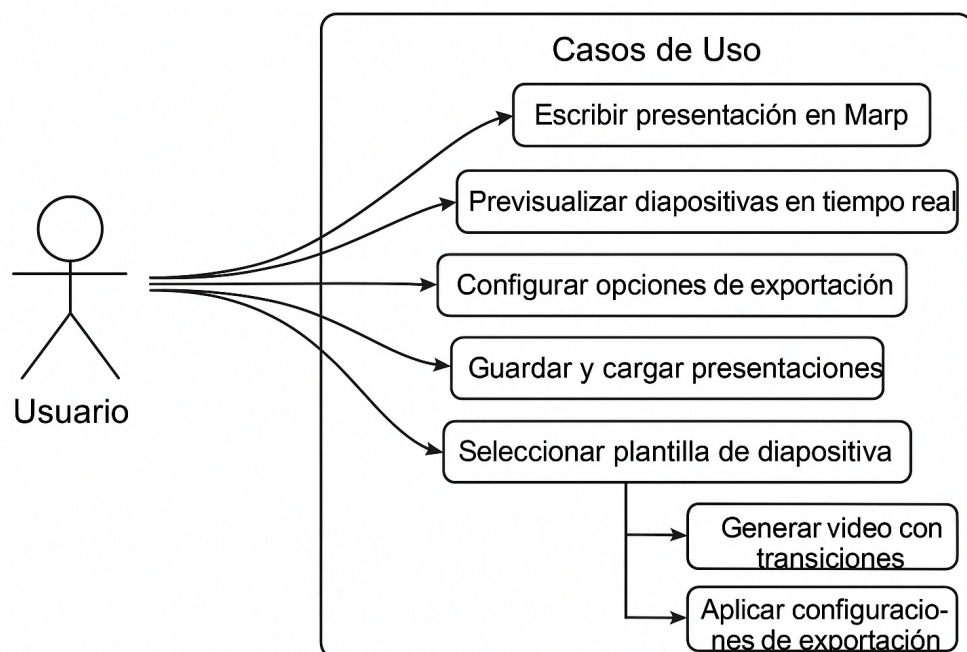 Casos de Uso
Escribir presentación en Marp
Previsualizar diapositivas en tiempo real
Configurar opciones de exportación
Guardar y cargar presentaciones
Usuario
Seleccionar plantilla de diapositiva
Generar video con
transiciones
Aplicar configuracio-
nes de exportación